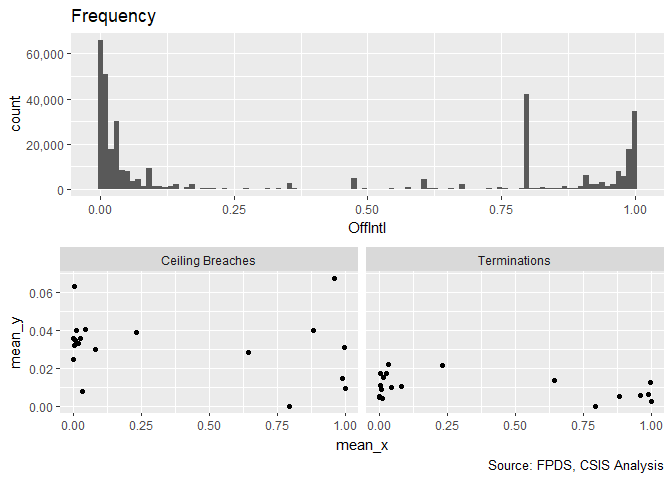 Frequency
60,000
40,000
20,000
0
count
0.00 0.25 0.50 0.75 1.00
OffIntl
Ceiling Breaches Terminations
0.06
0.04
0.02
0.00
mean_y
0.00 0.25 0.50 0.75 1.00 0.00 0.25 0.50 0.75 1.00
mean_x
Source: FPDS, CSIS Analysis